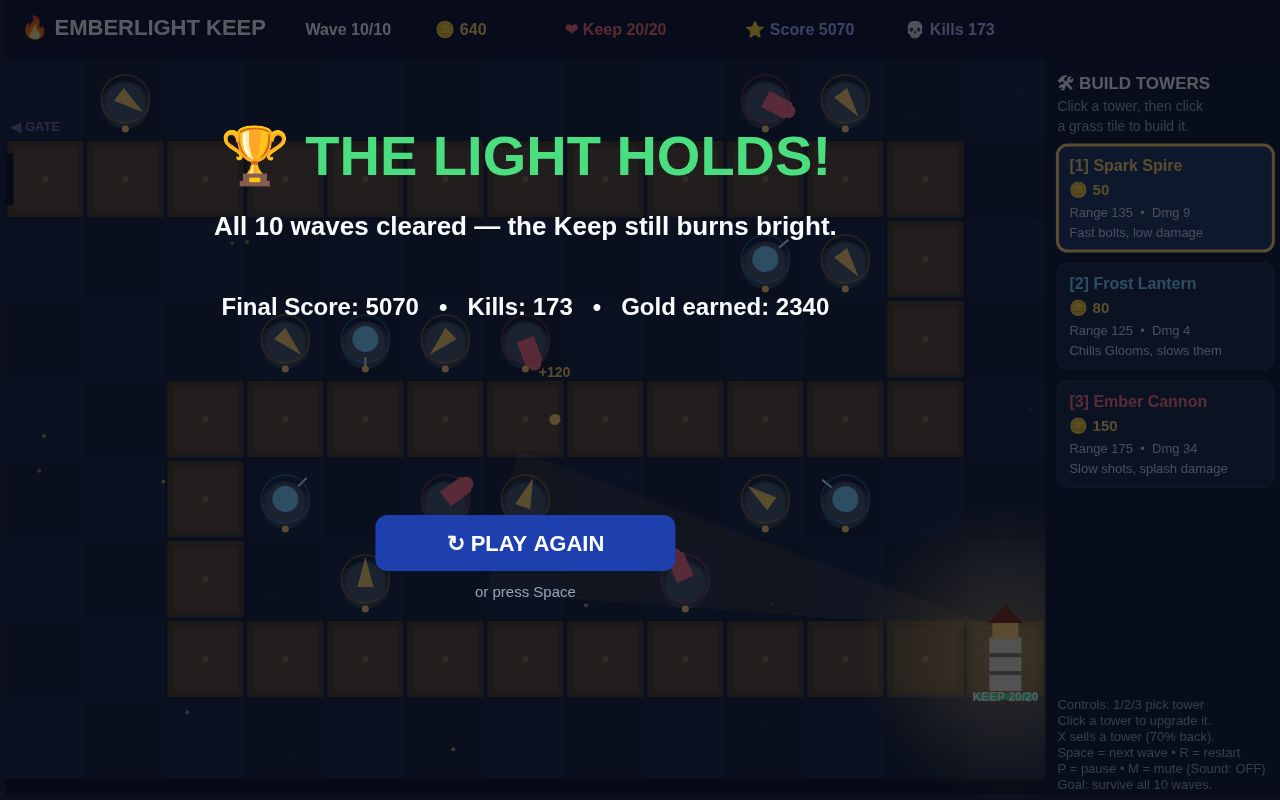 🔥 EMBERLIGHT KEEP
Wave 10/10
🪙 640
❤ Keep 20/20
⭐ Score 5070
💀 Kills 173
◀ GATE
🏆 THE LIGHT HOLDS!
All 10 waves cleared — the Keep still burns bright.
Final Score: 5070 • Kills: 173 • Gold earned: 2340
+120
↻ PLAY AGAIN
or press Space
KEEP 20/20
🛠 BUILD TOWERS
Click a tower, then click
a grass tile to build it.
[1] Spark Spire
🪙 50
Range 135 • Dmg 9
Fast bolts, low damage
[2] Frost Lantern
🪙 80
Range 125 • Dmg 4
Chills Glooms, slows them
[3] Ember Cannon
🪙 150
Range 175 • Dmg 34
Slow shots, splash damage
Controls: 1/2/3 pick tower
Click a tower to upgrade it.
X sells a tower (70% back).
Space = next wave • R = restart
P = pause • M = mute (Sound: OFF)
Goal: survive all 10 waves.